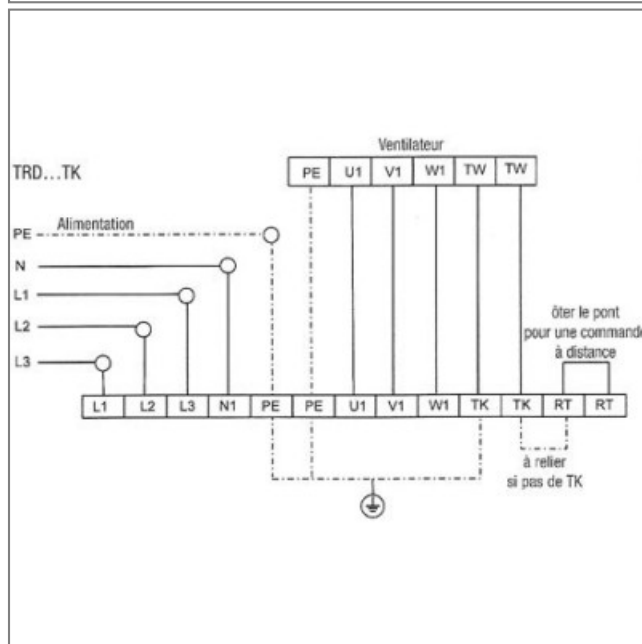 Ventilateur
TRD...TK
PE U1 V1 W1 TW TW
Alimentation
PE
N
L1
L2
L3
ôter le pont
pour une commande
à distance
L1 L2 L3 N1 PE PE U1 V1 W1 TK TK RT RT
à relier
si pas de TK